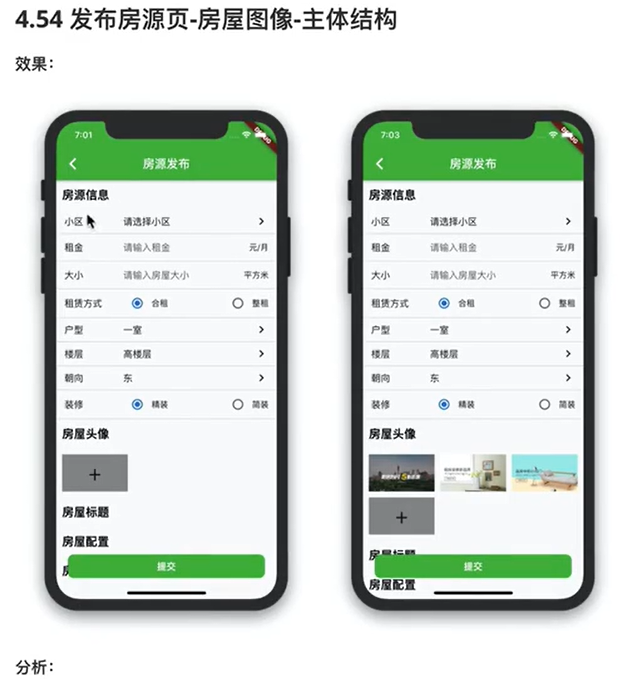 4.54 发布房源页-房屋图像-主体结构
效果：
7:01
房源发布
房源信息
小区 请选择小区
租金 请输入租金 元/月
大小 请输入房屋大小 平方米
租赁方式 合租 整租
户型 一室
楼层 高楼层
朝向 东
装修 精装 简装
房屋头像
+
房屋标题
房屋配置
提交
7:03
房源发布
房源信息
小区 请选择小区
租金 请输入租金 元/月
大小 请输入房屋大小 平方米
租赁方式 合租 整租
户型 一室
楼层 高楼层
朝向 东
装修 精装 简装
房屋头像
+
房屋标题
提交
房屋配置
分析：